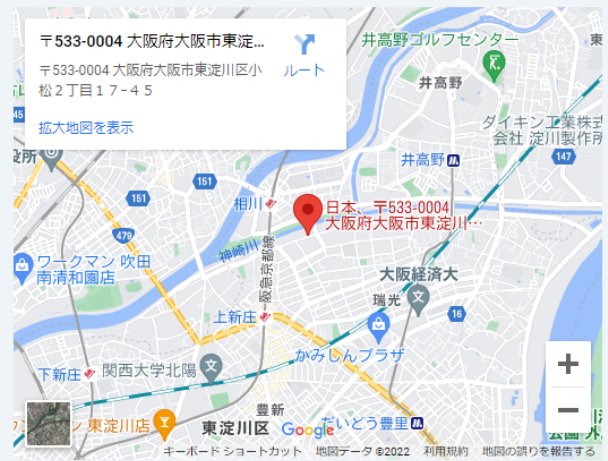 〒533-0004 大阪府大阪市東淀...
〒533-0004 大阪府大阪市東淀川区小
松2丁目17-45
ルート
拡大地図を表示
井高野ゴルフセンター
東
井高野
ダイキン工業株式
会社 淀川製作所
147
45
役所
井高野
151
151
相川
日本、〒533-0004
大阪府大阪市東淀川…
479
神崎川
阪急京都線
ワークマン 吹田
南清和園店
大阪経済大
瑞光
16
上新庄
かみしんプラザ
下新庄
関西大学北陽
豊新
東淀川区
だいどう豊里
東淀川店
Google
キーボード ショートカット
地図データ ©2022
利用規約
地図の誤りを報告する